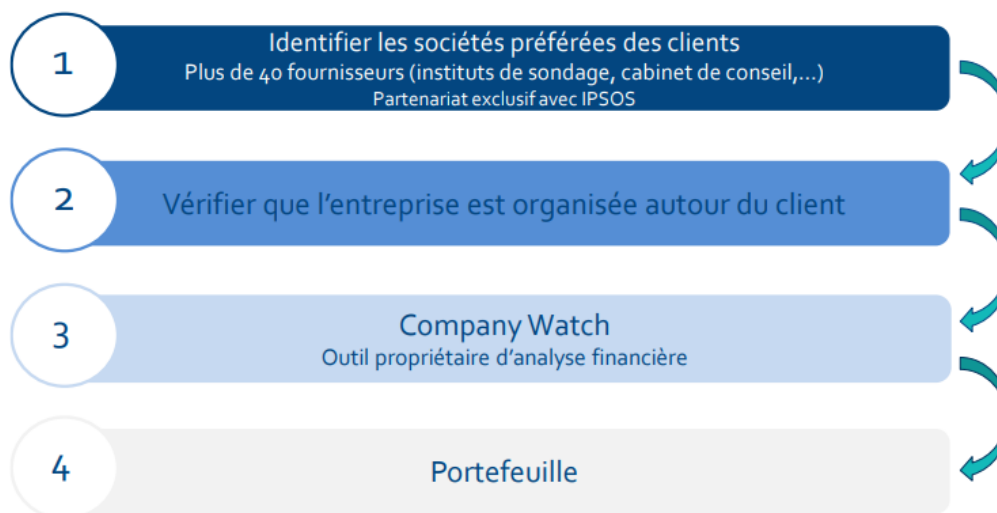 1
Identifier les sociétés préférées des clients
Plus de 40 fournisseurs (instituts de sondage, cabinet de conseil,...)
Partenariat exclusif avec IPSOS
2
Vérifier que l'entreprise est organisée autour du client
3
Company Watch
Outil propriétaire d'analyse financière
4
Portefeuille